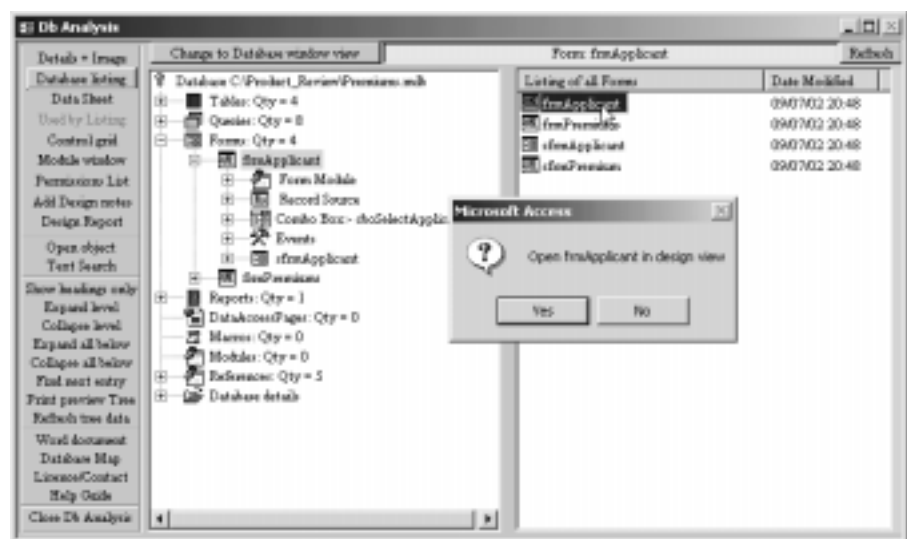 Db Analysis
Change to Database window view
Form: frmApplicant
Refresh
Details + Image
Database listing
Data Sheet
Used by Listing
Control grid
Module window
Permissions List
Add Design notes
Design Report
Open object
Text Search
Show headings only
Expand level
Collapse level
Expand all below
Collapse all below
Find next entry
Print preview Tree
Refresh tree data
Word document
Database Map
Licence/Contact
Help Guide
Close Db Analysis
Database C:\Product_Review\Premiums.mdb
Tables: Qty = 4
Queries: Qty = 8
Forms: Qty = 4
frmApplicant
Form Module
Record Source
Combo Box:- cboSelectApplic
Events
sfrmApplicant
frmPremiums
Reports: Qty = 1
DataAccessPages: Qty = 0
Macros: Qty = 0
Modules: Qty = 0
References: Qty = 5
Database details
Listing of all Forms Date Modified
frmApplicant 09/07/02 20:48
frmPremiums 09/07/02 20:48
sfrmApplicant 09/07/02 20:48
sfrmPremium 09/07/02 20:48
Microsoft Access
Open frmApplicant in design view
Yes No